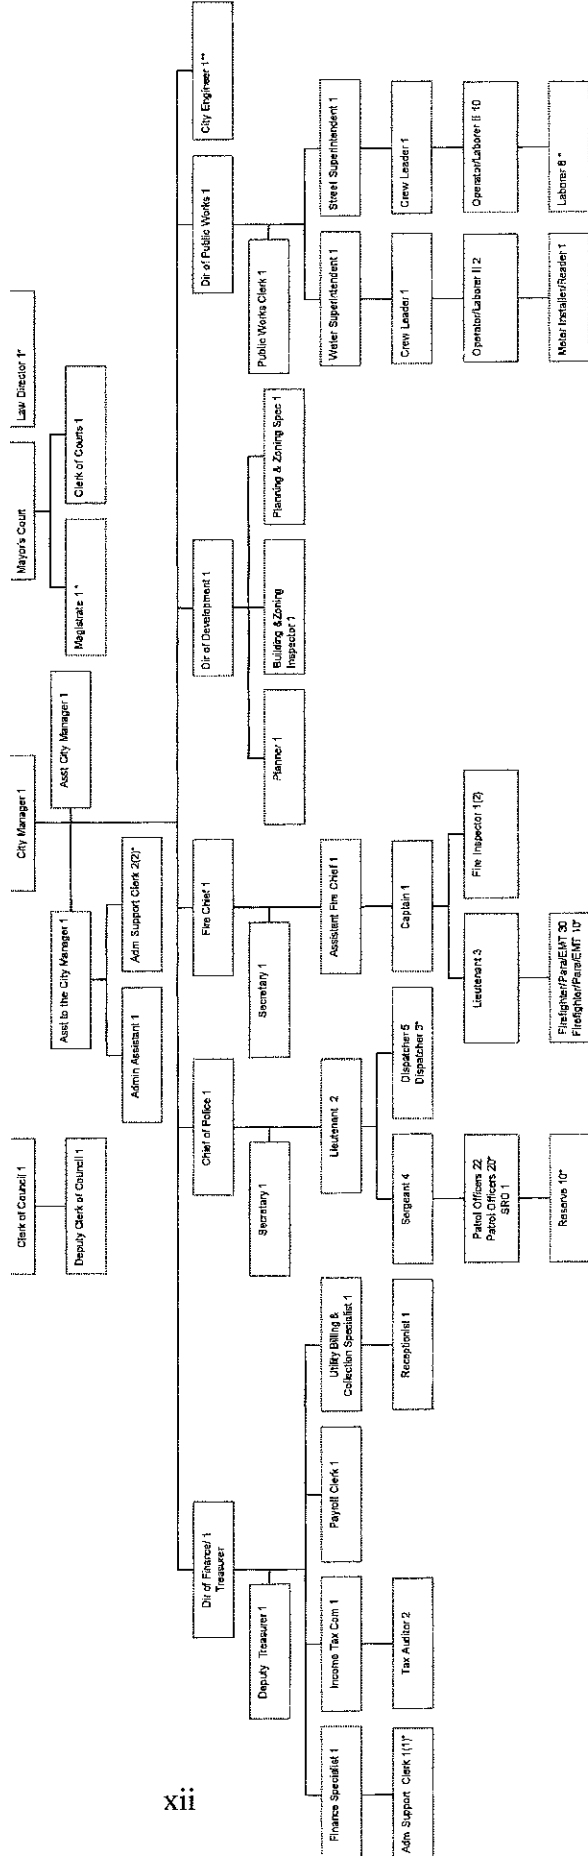 Clerk of Council 1
Deputy Clerk of Council 1
City Manager 1
Asst to the City Manager 1
Asst City Manager 1
Admin Assistant 1
Adm Support Clerk 2(2)*
Mayor's Court
Magistrate 1*
Clerk of Courts 1
Law Director 1*
Dir of Finance/ 1
Treasurer
Deputy Treasurer 1
Finance Specialist 1
Adm Support Clerk 1(1)*
Income Tax Com 1
Tax Auditor 2
Payroll Clerk 1
Utility Billing &
Collection Specialist 1
Receptionist 1
Chief of Police 1
Secretary 1
Lieutenant 2
Sergeant 4
Patrol Officers 22
Patrol Officers 20*
SRO 1
Reserve 10*
Dispatcher 5
Dispatcher 3*
Fire Chief 1
Secretary 1
Assistant Fire Chief 1
Captain 1
Lieutenant 3
Firefighter/Para/EMT 30
Firefighter/Para/EMT 10*
Fire Inspector 1(2)
Dir of Development 1
Planner 1
Building &Zoning
Inspector 1
Planning & Zoning Spec 1
Dir of Public Works 1
Public Works Clerk 1
Water Superintendent 1
Crew Leader 1
Operator/Laborer II 2
Meter Installer/Reader 1
Street Superintendent 1
Crew Leader 1
Operator/Laborer II 10
Laborer 8*
City Engineer 1**
xii